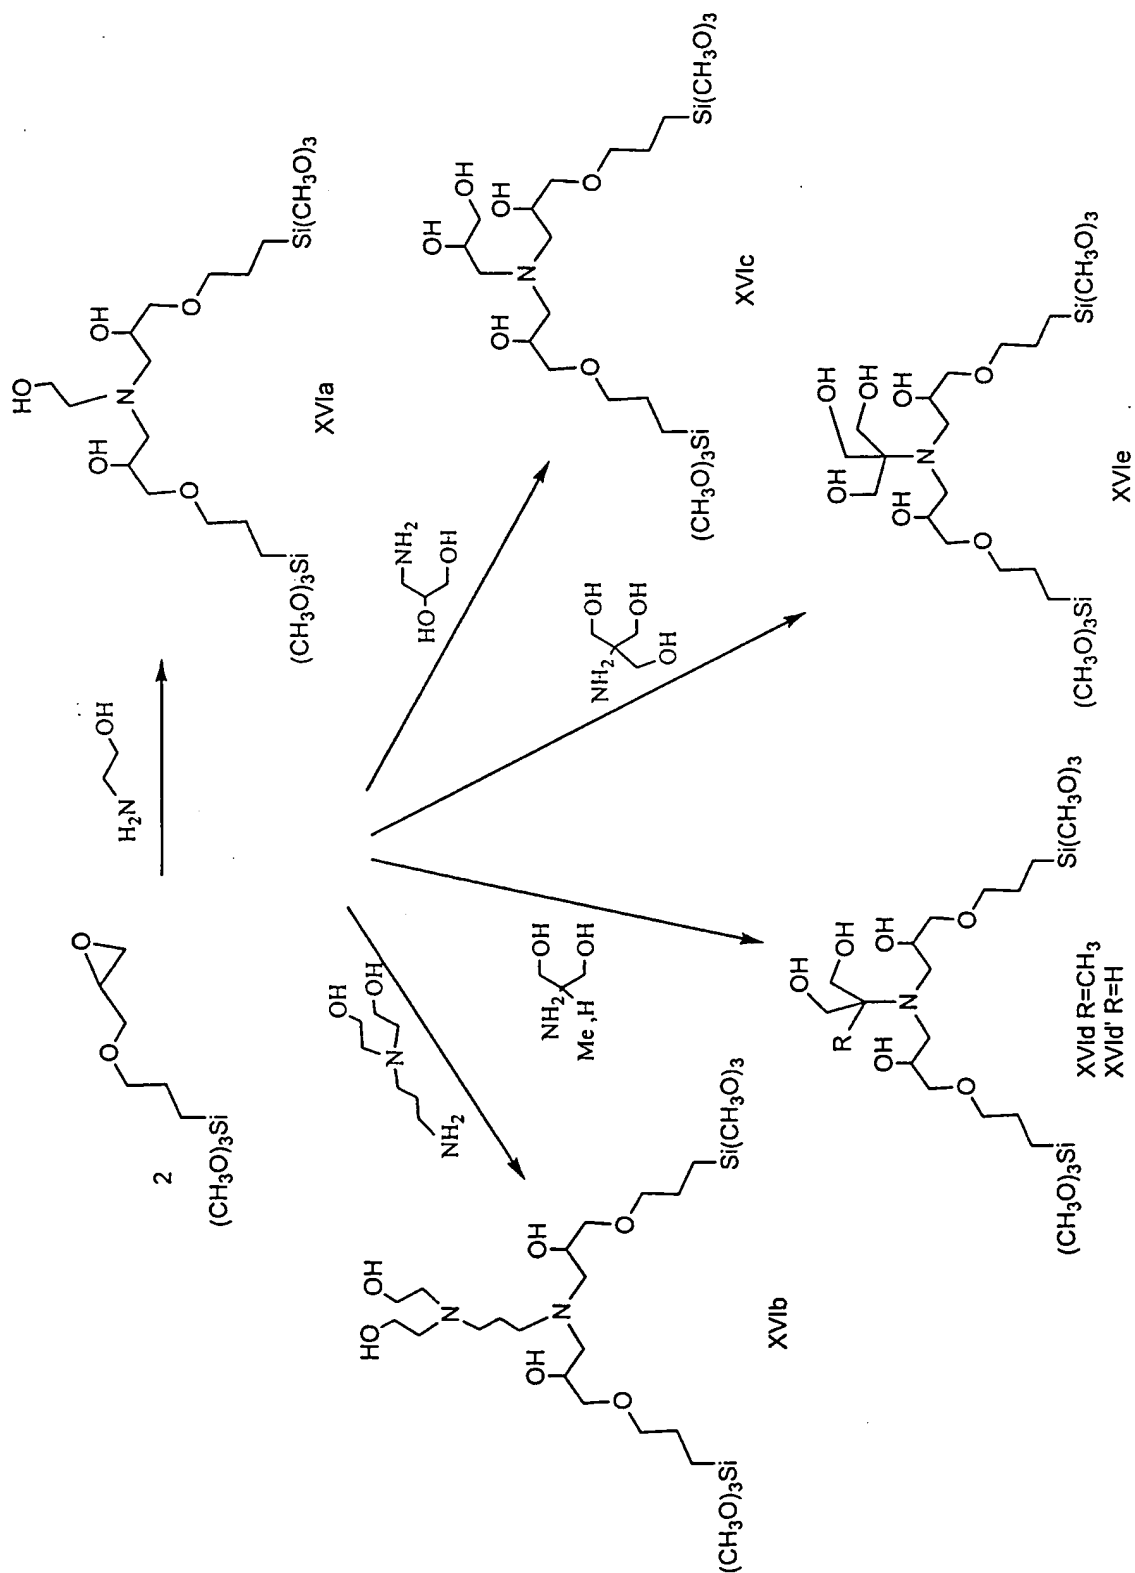 O
O
(CH₃O)₃Si
2
H₂N
OH
HO
OH
N
OH
O
O
(CH₃O)₃Si
Si(CH₃O)₃
XVIa
HO
OH
N
OH
N
OH
O
O
(CH₃O)₃Si
Si(CH₃O)₃
XVIb
OH
OH
N
NH₂
NH₂
OH
OH
Me ,H
NH₂
OH
OH
OH
NH₂
HO
OH
OH
OH
OH
N
OH
O
O
(CH₃O)₃Si
Si(CH₃O)₃
XVIc
OH
OH
R
OH
N
OH
O
O
(CH₃O)₃Si
Si(CH₃O)₃
XVId R=CH₃
XVId' R=H
OH
OH
OH
OH
N
OH
O
O
(CH₃O)₃Si
Si(CH₃O)₃
XVIe